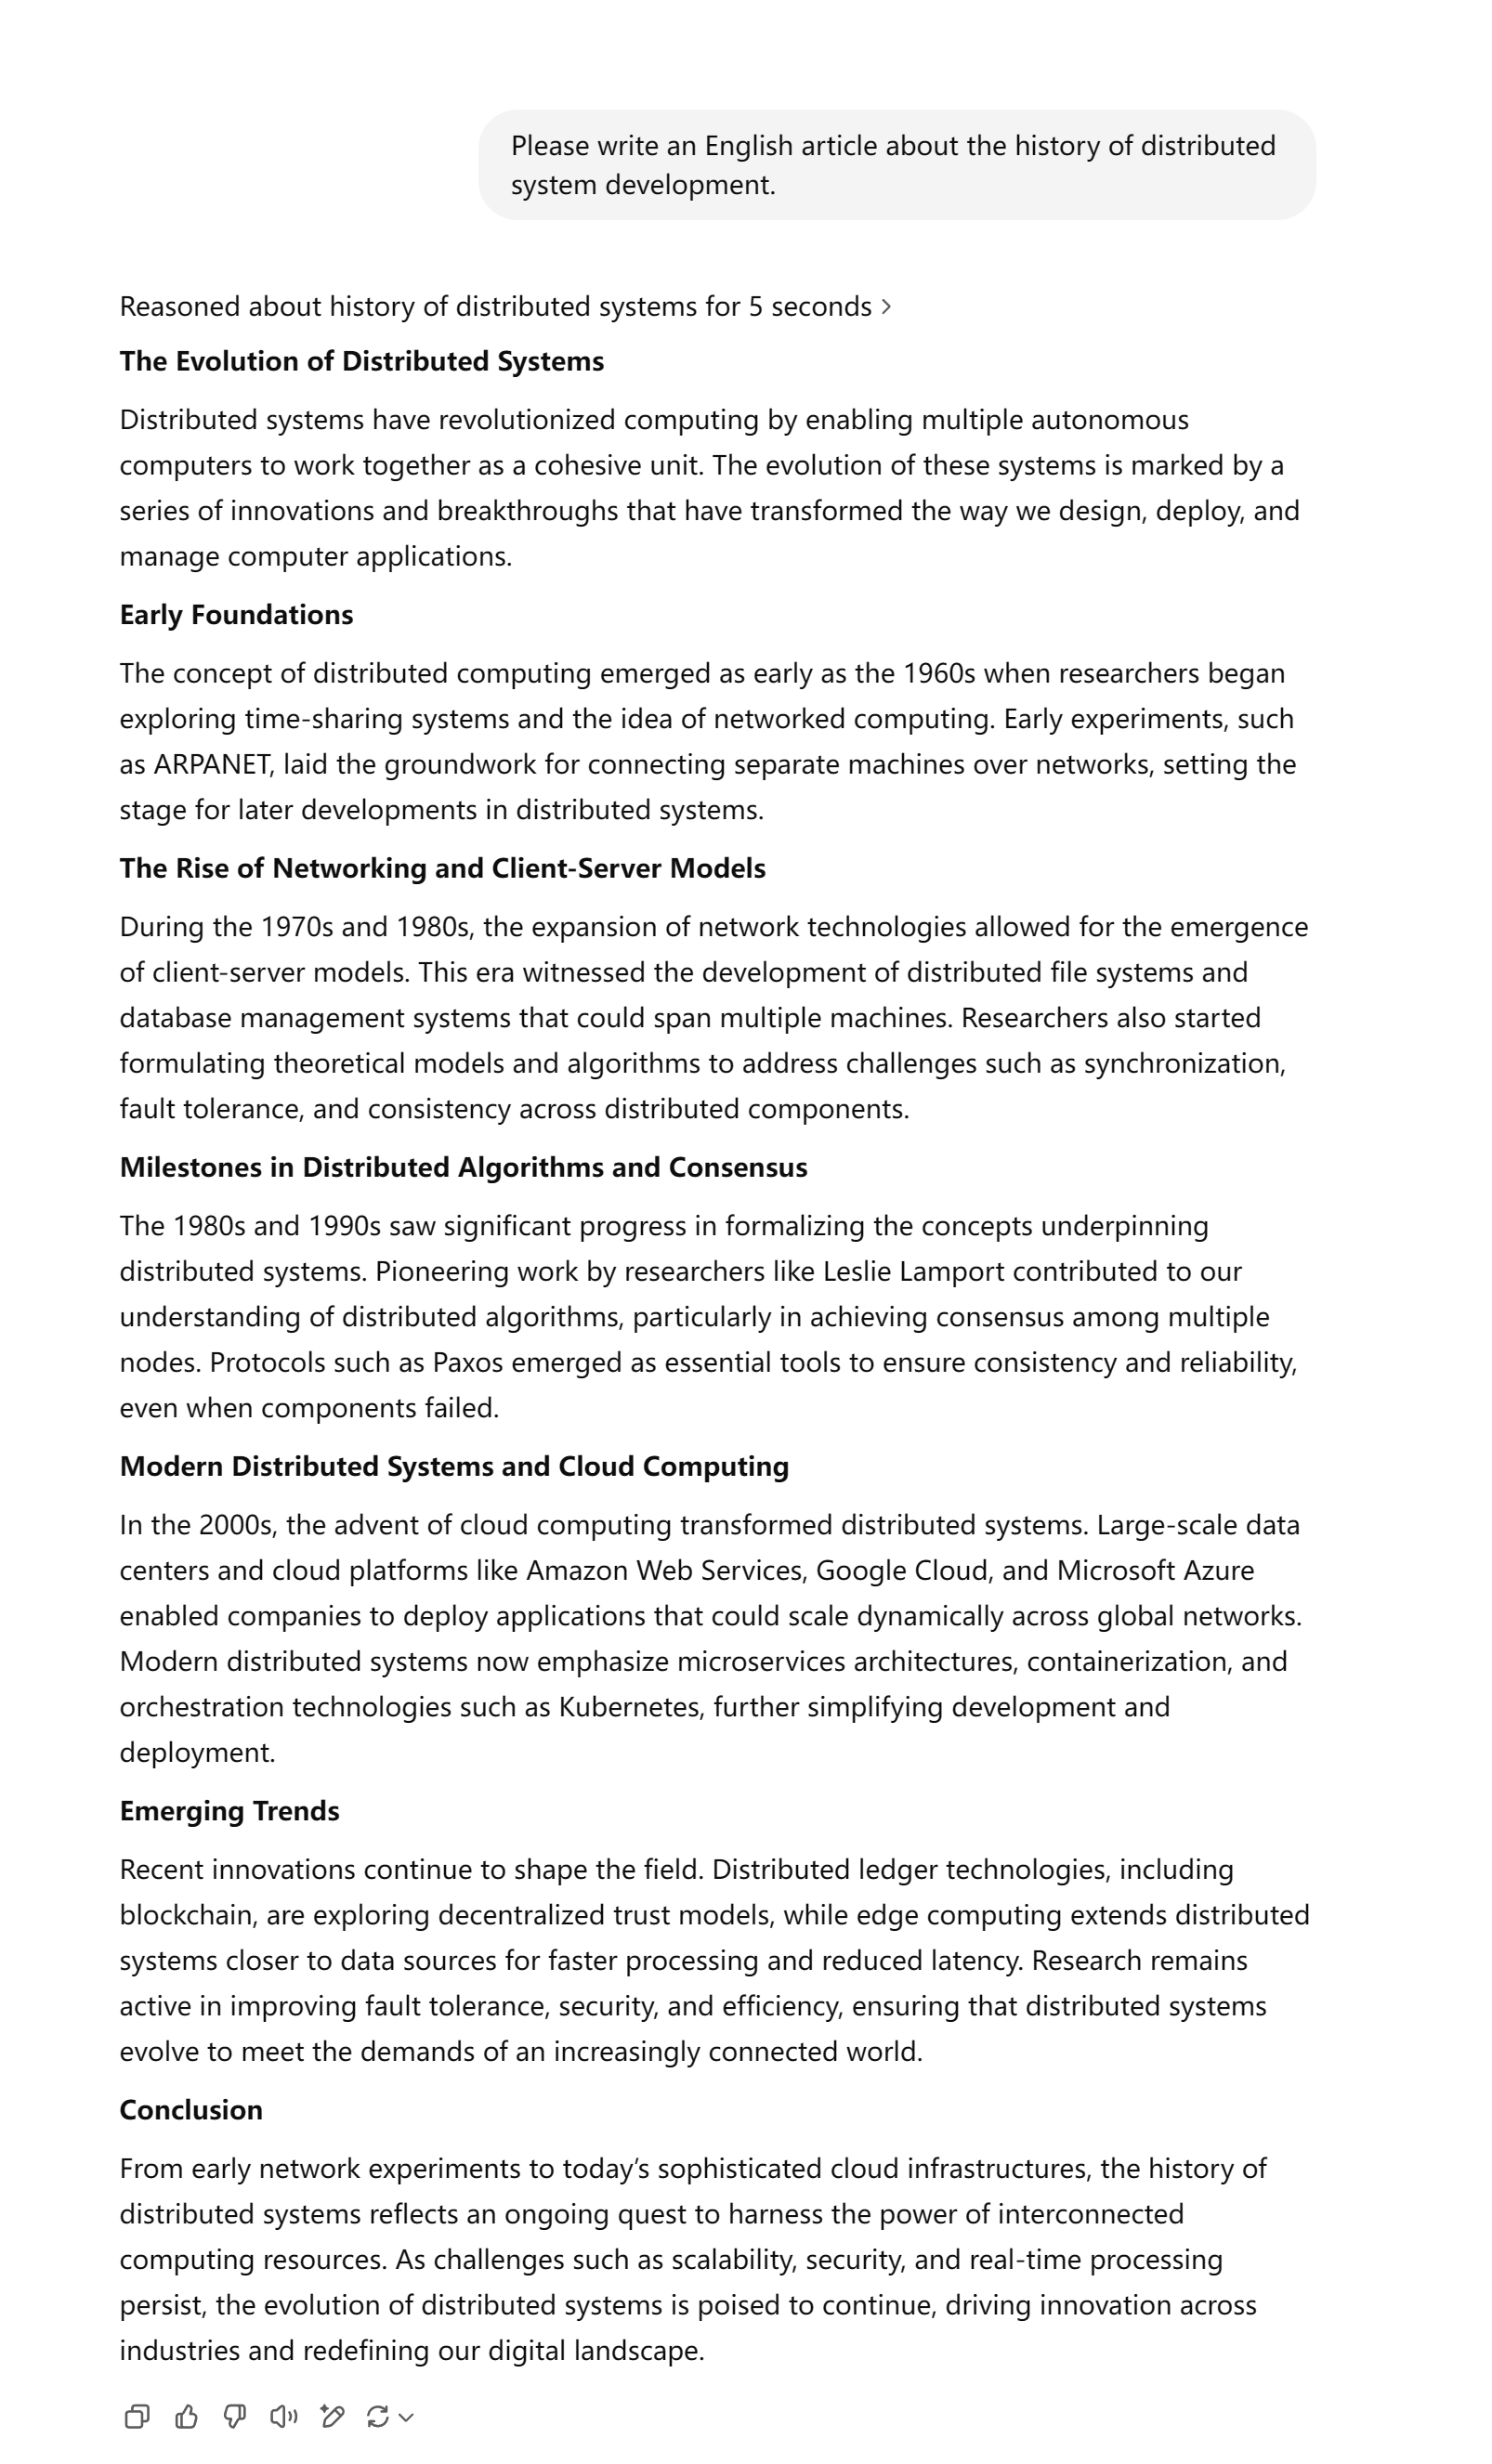 Please write an English article about the history of distributed
system development.
Reasoned about history of distributed systems for 5 seconds
The Evolution of Distributed Systems
Distributed systems have revolutionized computing by enabling multiple autonomous
computers to work together as a cohesive unit. The evolution of these systems is marked by a
series of innovations and breakthroughs that have transformed the way we design, deploy, and
manage computer applications.
Early Foundations
The concept of distributed computing emerged as early as the 1960s when researchers began
exploring time-sharing systems and the idea of networked computing. Early experiments, such
as ARPANET, laid the groundwork for connecting separate machines over networks, setting the
stage for later developments in distributed systems.
The Rise of Networking and Client-Server Models
During the 1970s and 1980s, the expansion of network technologies allowed for the emergence
of client-server models. This era witnessed the development of distributed file systems and
database management systems that could span multiple machines. Researchers also started
formulating theoretical models and algorithms to address challenges such as synchronization,
fault tolerance, and consistency across distributed components.
Milestones in Distributed Algorithms and Consensus
The 1980s and 1990s saw significant progress in formalizing the concepts underpinning
distributed systems. Pioneering work by researchers like Leslie Lamport contributed to our
understanding of distributed algorithms, particularly in achieving consensus among multiple
nodes. Protocols such as Paxos emerged as essential tools to ensure consistency and reliability,
even when components failed.
Modern Distributed Systems and Cloud Computing
In the 2000s, the advent of cloud computing transformed distributed systems. Large-scale data
centers and cloud platforms like Amazon Web Services, Google Cloud, and Microsoft Azure
enabled companies to deploy applications that could scale dynamically across global networks.
Modern distributed systems now emphasize microservices architectures, containerization, and
orchestration technologies such as Kubernetes, further simplifying development and
deployment.
Emerging Trends
Recent innovations continue to shape the field. Distributed ledger technologies, including
blockchain, are exploring decentralized trust models, while edge computing extends distributed
systems closer to data sources for faster processing and reduced latency. Research remains
active in improving fault tolerance, security, and efficiency, ensuring that distributed systems
evolve to meet the demands of an increasingly connected world.
Conclusion
From early network experiments to today’s sophisticated cloud infrastructures, the history of
distributed systems reflects an ongoing quest to harness the power of interconnected
computing resources. As challenges such as scalability, security, and real-time processing
persist, the evolution of distributed systems is poised to continue, driving innovation across
industries and redefining our digital landscape.